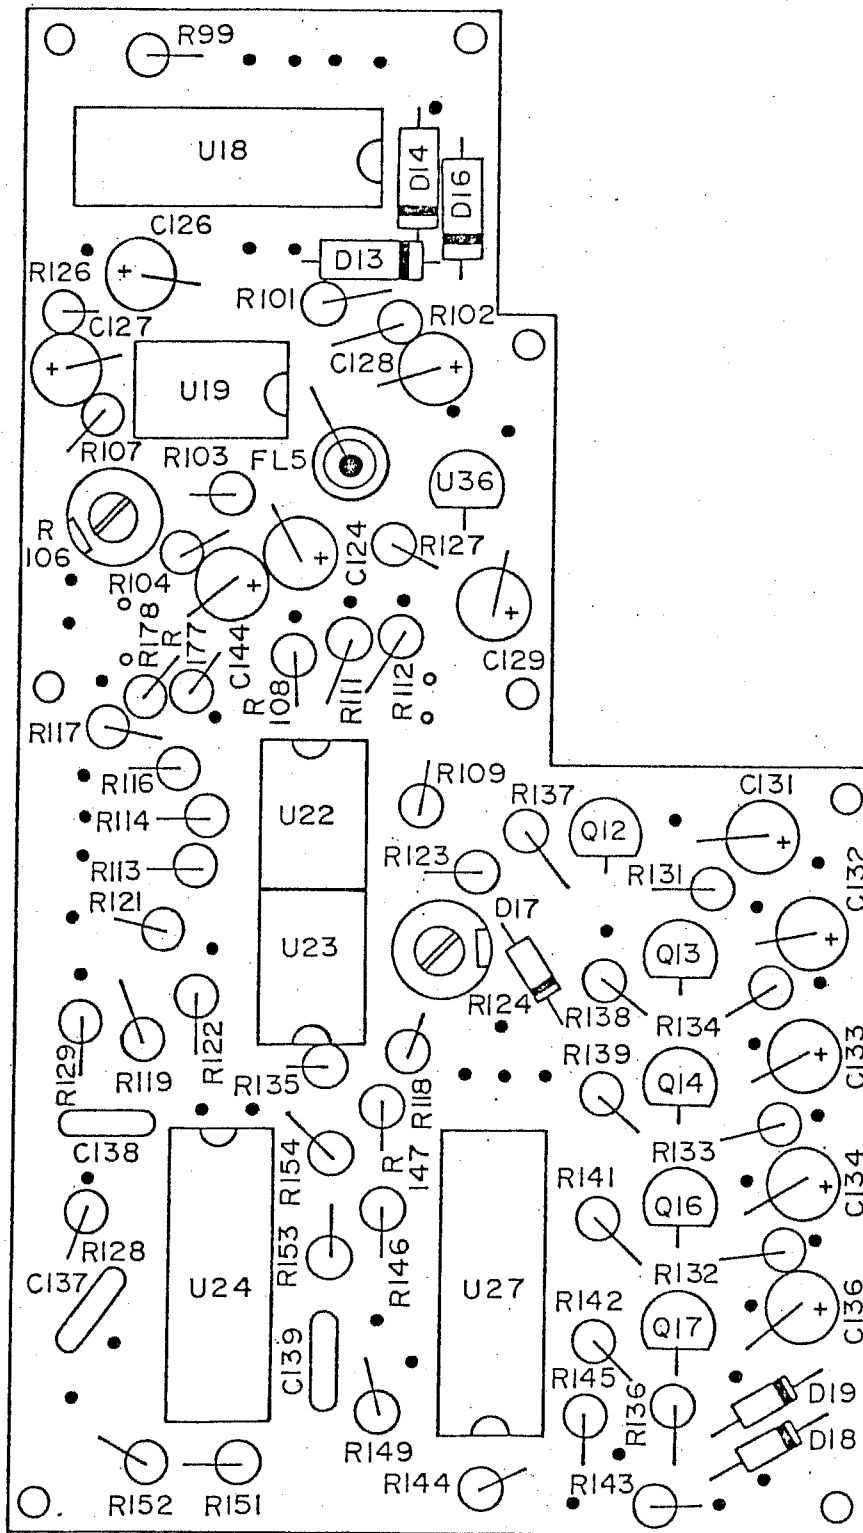 R99
U18
D14
D16
C126
D13
R126
R101
R102
C127
C128
U19
R107
R103
FL5
U36
R
106
R104
C124
R127
R178
R
177
C144
R
108
R111
R112
C129
R117
R116
R109
R137
C131
R114
U22
Q12
R113
R123
R131
C132
R121
D17
U23
Q13
R124
R138
R134
R129
R119
R122
R135
R118
R139
Q14
C133
C138
R154
R
147
R133
R141
C134
Q16
R128
R153
R146
C137
U24
U27
R132
R142
C136
Q17
C139
R145
R136
D19
R149
D18
R152
R151
R144
R143